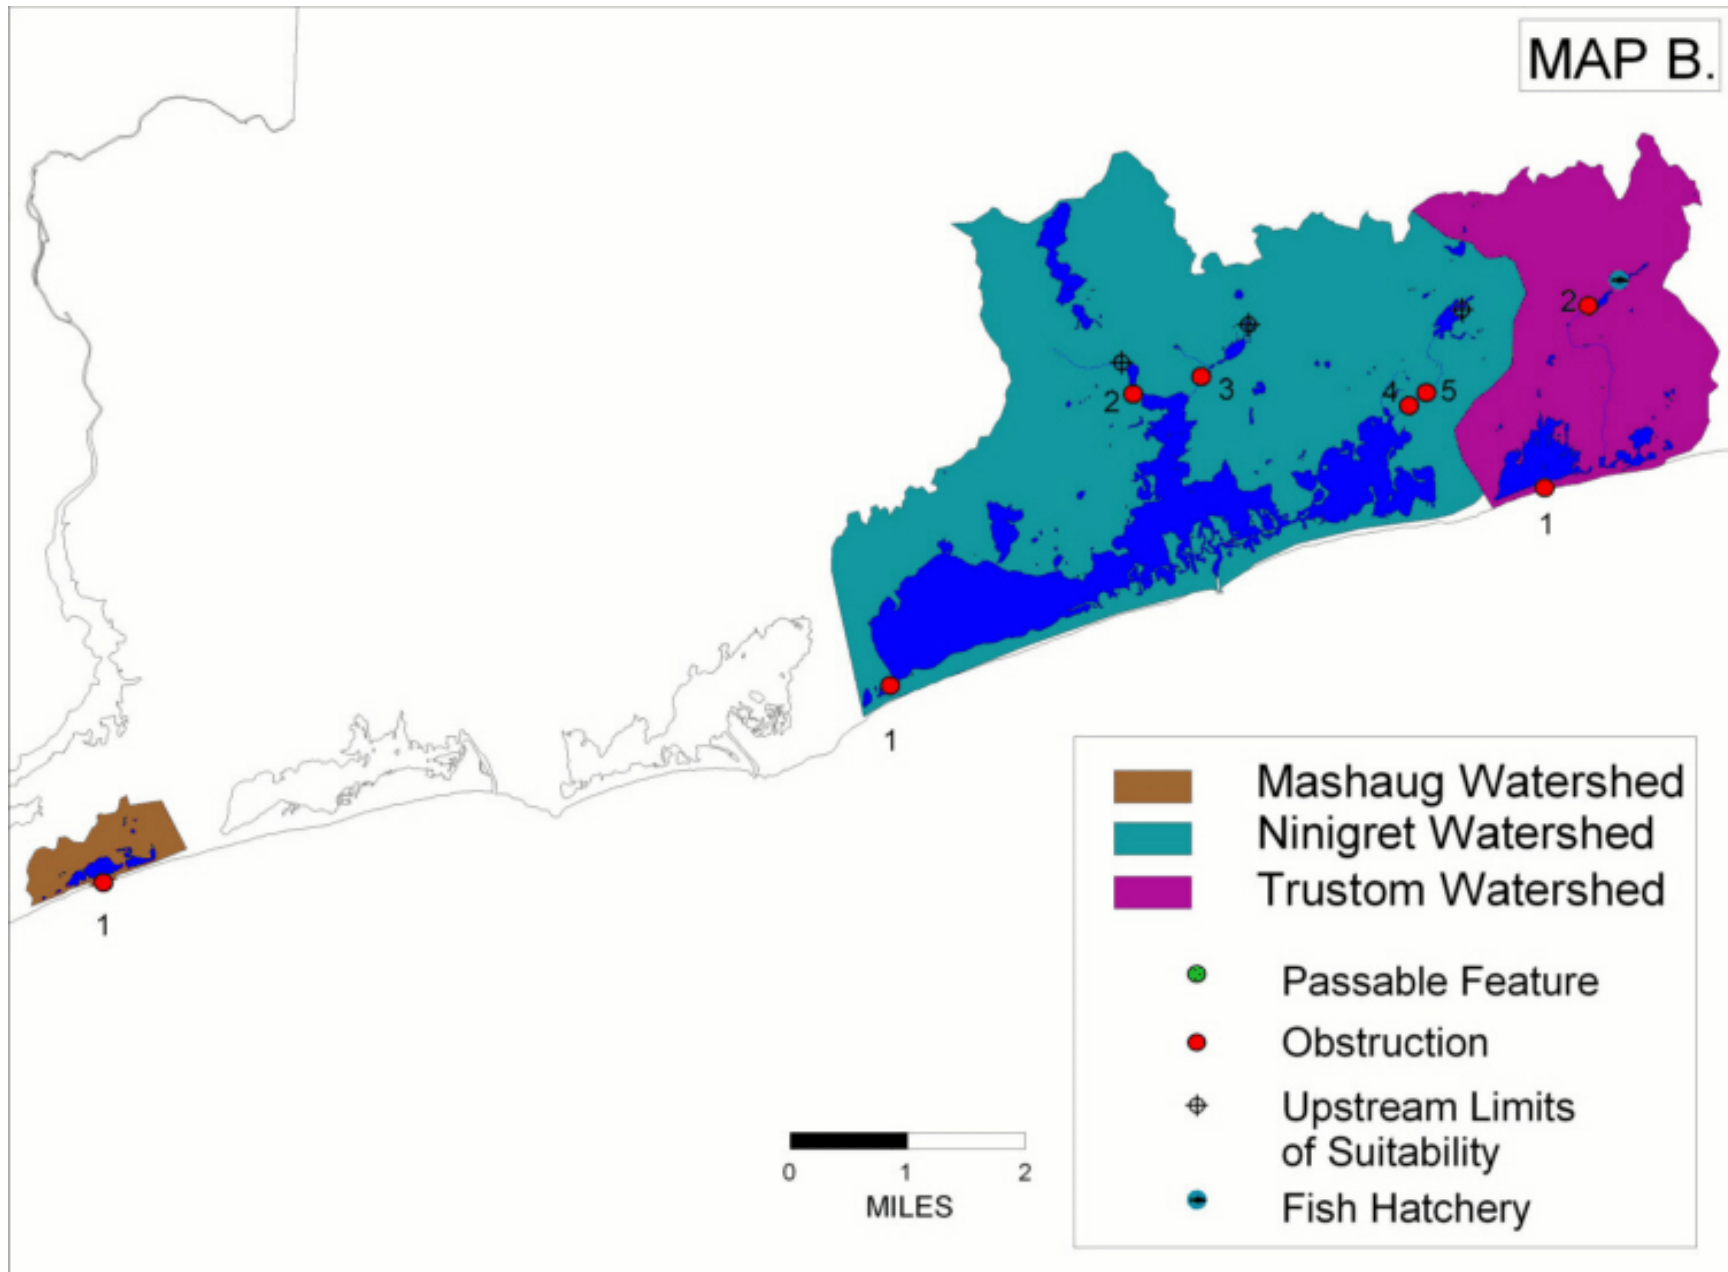 MAP B.
2
3
4
5
1
2
1
1
Mashaug Watershed
Ninigret Watershed
Trustom Watershed
Passable Feature
Obstruction
Upstream Limits
of Suitability
Fish Hatchery
0 1 2
MILES